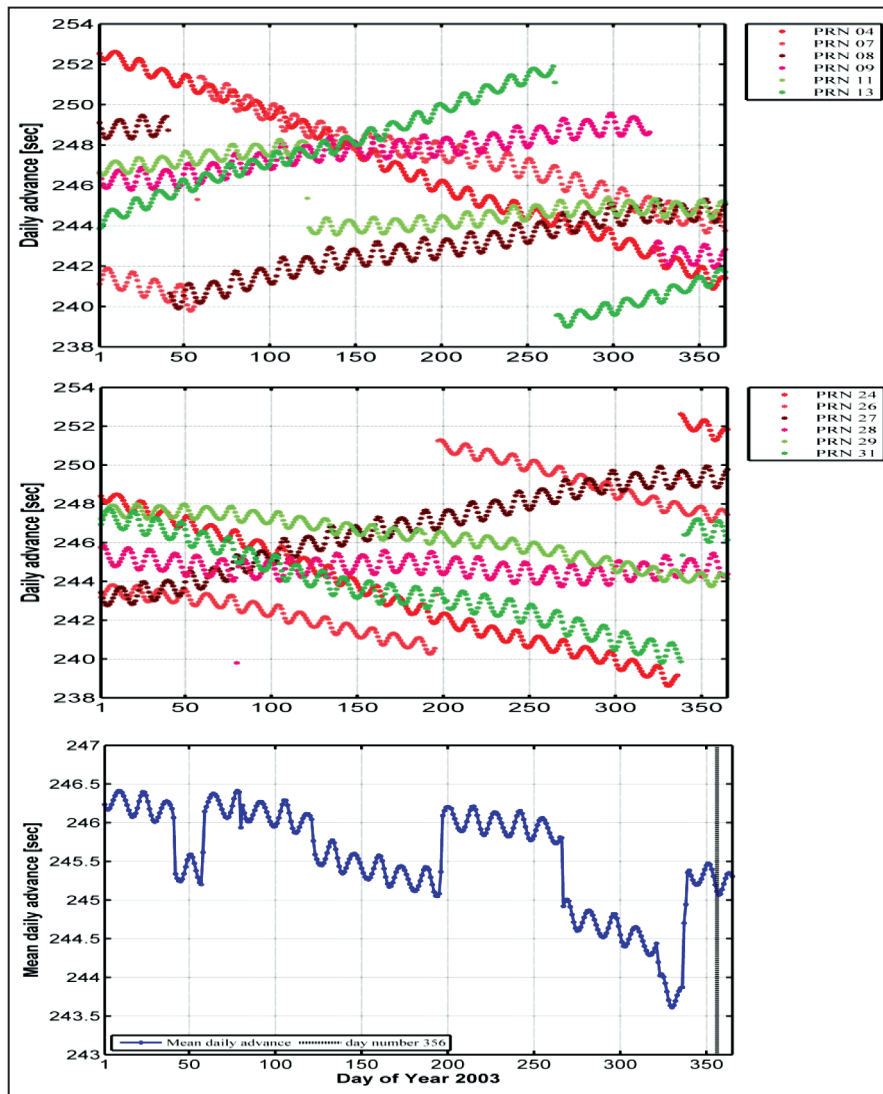 254
252
250
248
246
244
242
240
238
Daily advance [sec]
1 50 100 150 200 250 300 350
PRN 04
PRN 07
PRN 08
PRN 09
PRN 11
PRN 13
254
252
250
248
246
244
242
240
238
Daily advance [sec]
1 50 100 150 200 250 300 350
PRN 24
PRN 26
PRN 27
PRN 28
PRN 29
PRN 31
247
246.5
246
245.5
245
244.5
244
243.5
243
Mean daily advance [sec]
Mean daily advance day number 356
1 50 100 150 200 250 300 350
Day of Year 2003